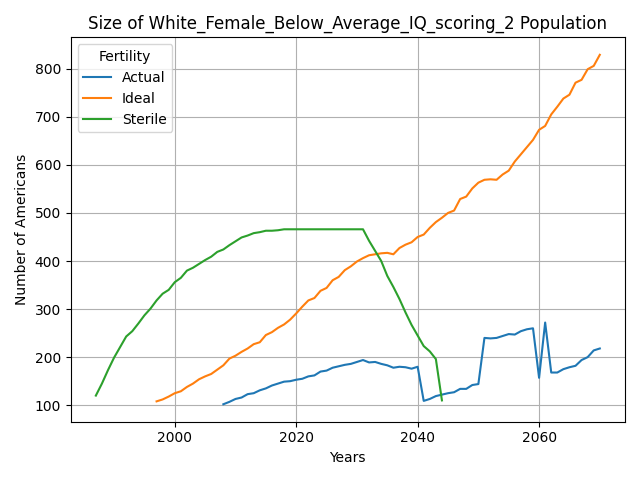 Size of White_Female_Below_Average_IQ_scoring_2 Population
Fertility
Actual
Ideal
Sterile
800
700
600
500
400
300
200
100
Number of Americans
2000
2020
2040
2060
Years